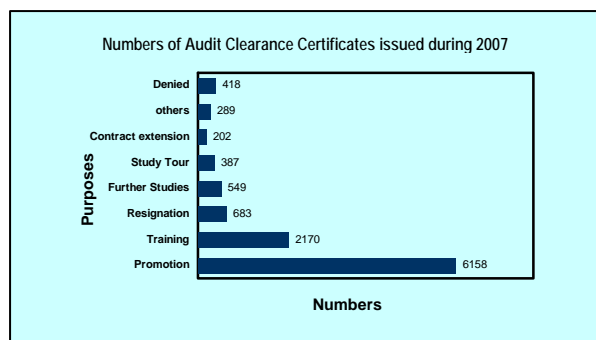 Numbers of Audit Clearance Certificates issued during 2007
Purposes
Denied 418
others 289
Contract extension 202
Study Tour 387
Further Studies 549
Resignation 683
Training 2170
Promotion 6158
Numbers